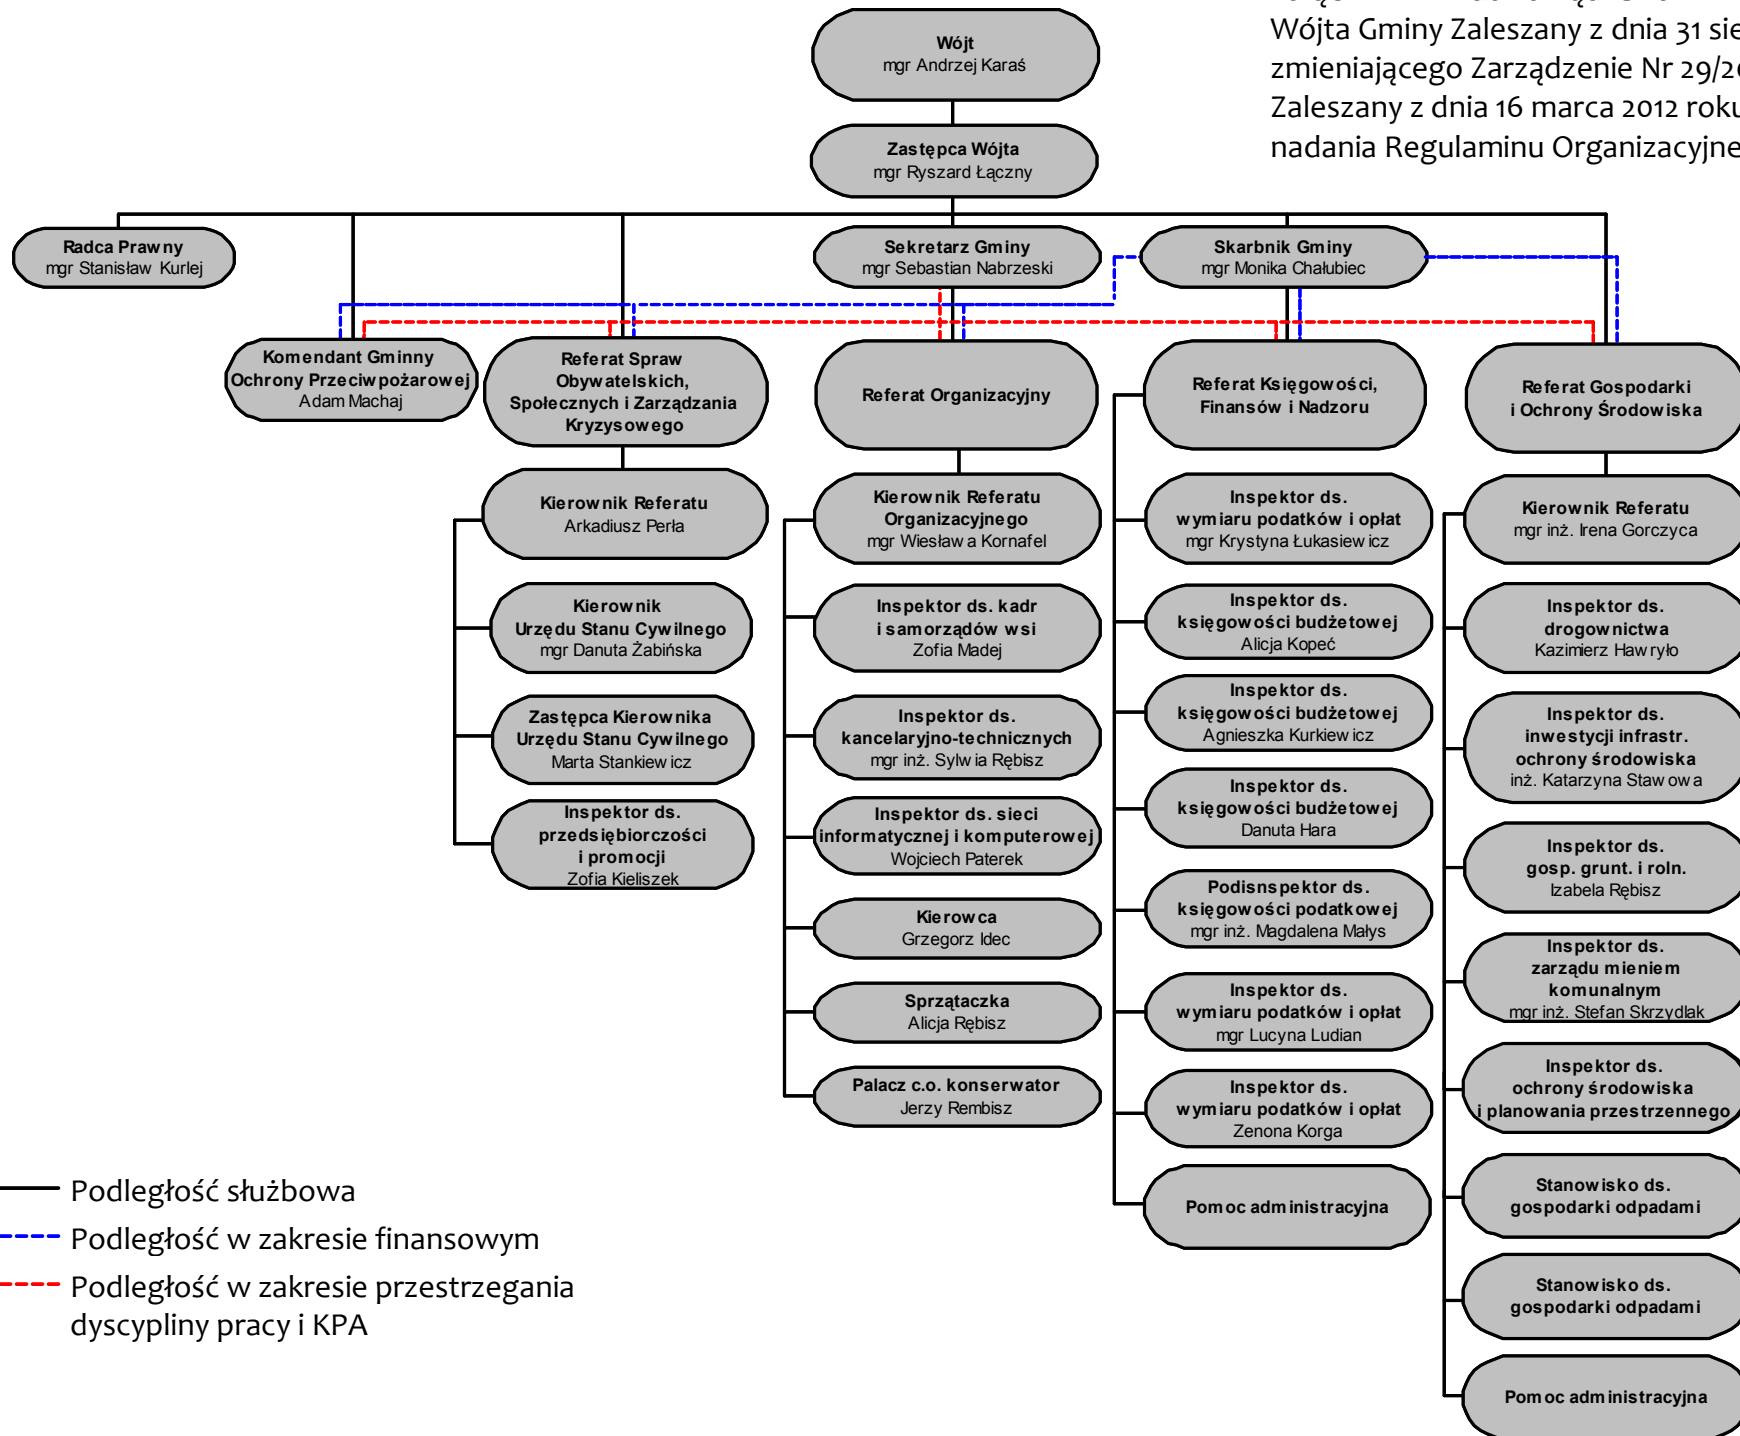 Wójta Gminy Zaleszany z dnia 31
zmieniającego Zarządzenie Nr
Zaleszany z dnia 16 marca 2012 roku
nadania Regulaminu
Wójt
mgr Andrzej Karaś
Zastępca Wójta
mgr Ryszard Łączny
Radca Prawny
mgr Stanisław Kurlej
Sekretarz Gminy
mgr Sebastian Nabrzeski
Skarbnik Gminy
mgr Monika Chałubiec
Komendant Gminny
Ochrony Przeciwpożarowej
Adam Machaj
Referat Spraw
Obywatelskich,
Społecznych i Zarządzania
Kryzysowego
Referat Organizacyjny
Referat Księgowości,
Finansów i Nadzoru
Referat Gospodarki
i Ochrony Środowiska
Kierownik Referatu
Arkadiusz Perła
Kierownik
Urzędu Stanu Cywilnego
mgr Danuta Żabińska
Zastępca Kierownika
Urzędu Stanu Cywilnego
Marta Stankiewicz
Inspektor ds.
przedsiębiorczości
i promocji
Zofia Kieliszek
Kierownik Referatu
Organizacyjnego
mgr Wiesława Kornafel
Inspektor ds. kadr
i samorządów wsi
Zofia Madej
Inspektor ds.
kancelaryjno-technicznych
mgr inż. Sylwia Rębisz
Inspektor ds. sieci
informatycznej i komputerowej
Wojciech Paterek
Kierowca
Grzegorz Idec
Sprzątaczka
Alicja Rębisz
Palacz c.o. konserwator
Jerzy Rembisz
Inspektor ds.
wymiaru podatków i opłat
mgr Krystyna Łukasiewicz
Inspektor ds.
księgowości budżetowej
Alicja Kopeć
Inspektor ds.
księgowości budżetowej
Agnieszka Kurkiewicz
Inspektor ds.
księgowości budżetowej
Danuta Hara
Podisnspektor ds.
księgowości podatkowej
mgr inż. Magdalena Małys
Inspektor ds.
wymiaru podatków i opłat
mgr Lucyna Ludian
Inspektor ds.
wymiaru podatków i opłat
Zenona Korga
Pomoc administracyjna
Kierownik Referatu
mgr inż. Irena Gorczyca
Inspektor ds.
drogownictwa
Kazimierz Hawryło
Inspektor ds.
inwestycji infrastr.
ochrony środowiska
inż. Katarzyna Stawowa
Inspektor ds.
gosp. grunt. i roln.
Izabela Rębisz
Inspektor ds.
zarządu mieniem
komunalnym
mgr inż. Stefan Skrzydlak
Inspektor ds.
ochrony środowiska
i planowania przestrzennego
Stanowisko ds.
gospodarki odpadami
Stanowisko ds.
gospodarki odpadami
Pomoc administracyjna
Podległość służbowa
Podległość w zakresie finansowym
Podległość w zakresie przestrzegania
dyscypliny pracy i KPA